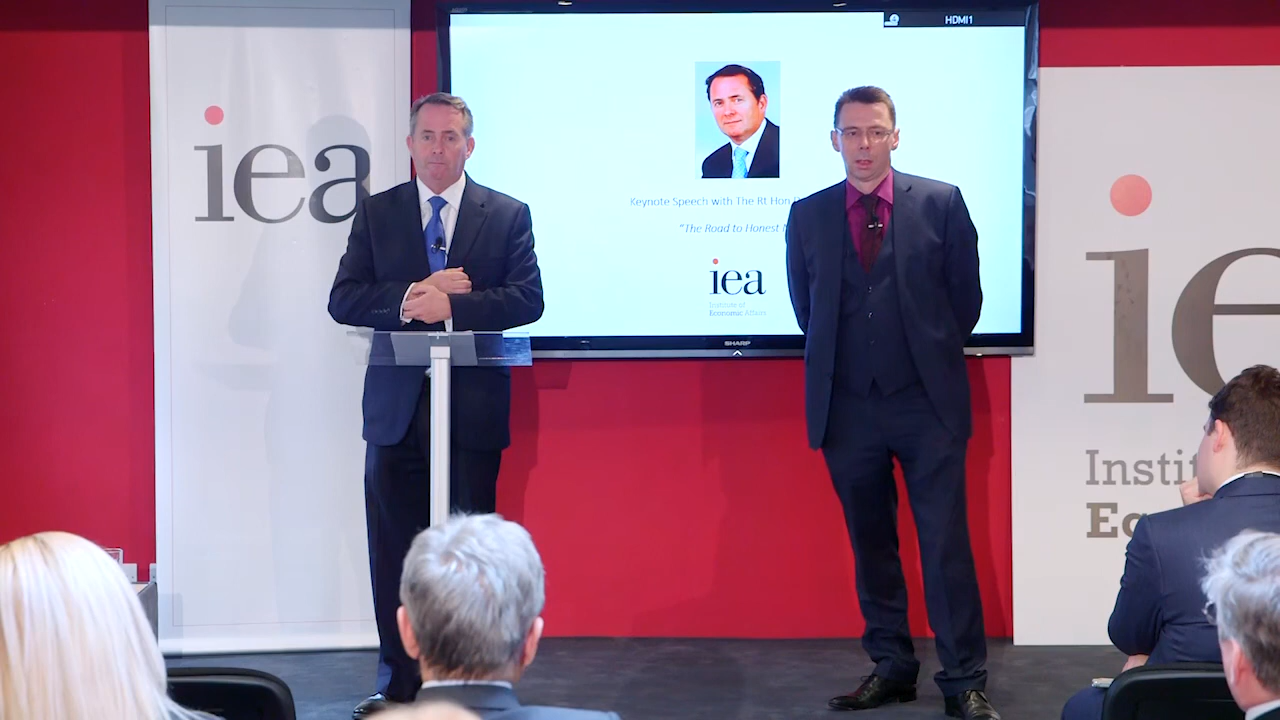 iea
HDMI1
Keynote Speech with The Rt Hon
"The Road to Honest
iea
Institute of
Economic Affairs
SHARP
ie
Instit
Ec